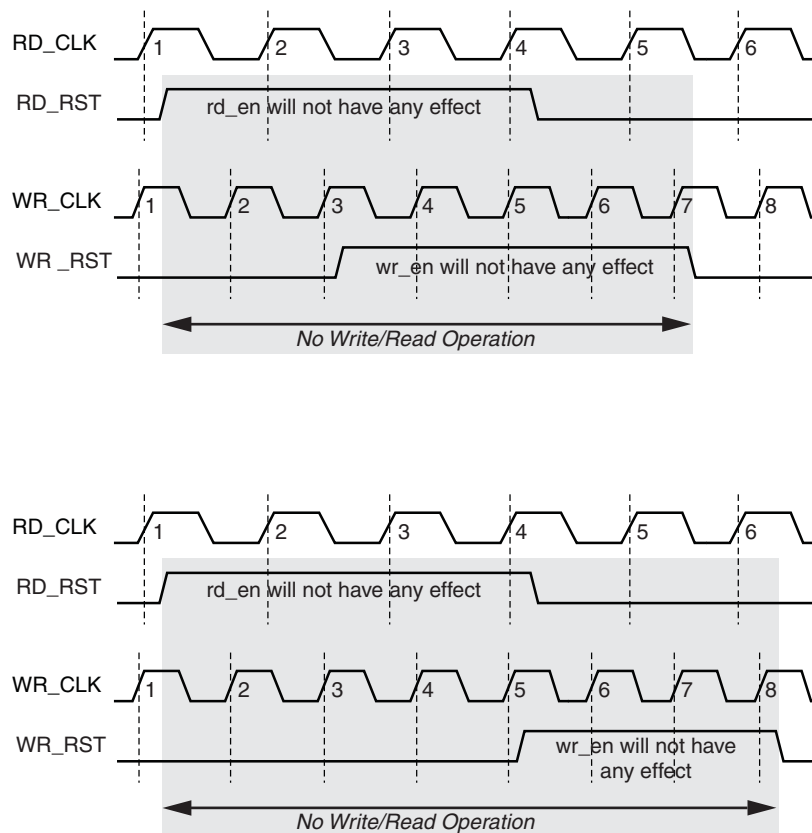 RD_CLK 1 2 3 4 5 6
RD_RST rd_en will not have any effect
WR_CLK 1 2 3 4 5 6 7 8
WR _RST wr_en will not have any effect
No Write/Read Operation
RD_CLK 1 2 3 4 5 6
RD_RST rd_en will not have any effect
WR_CLK 1 2 3 4 5 6 7 8
WR_RST wr_en will not have
any effect
No Write/Read Operation